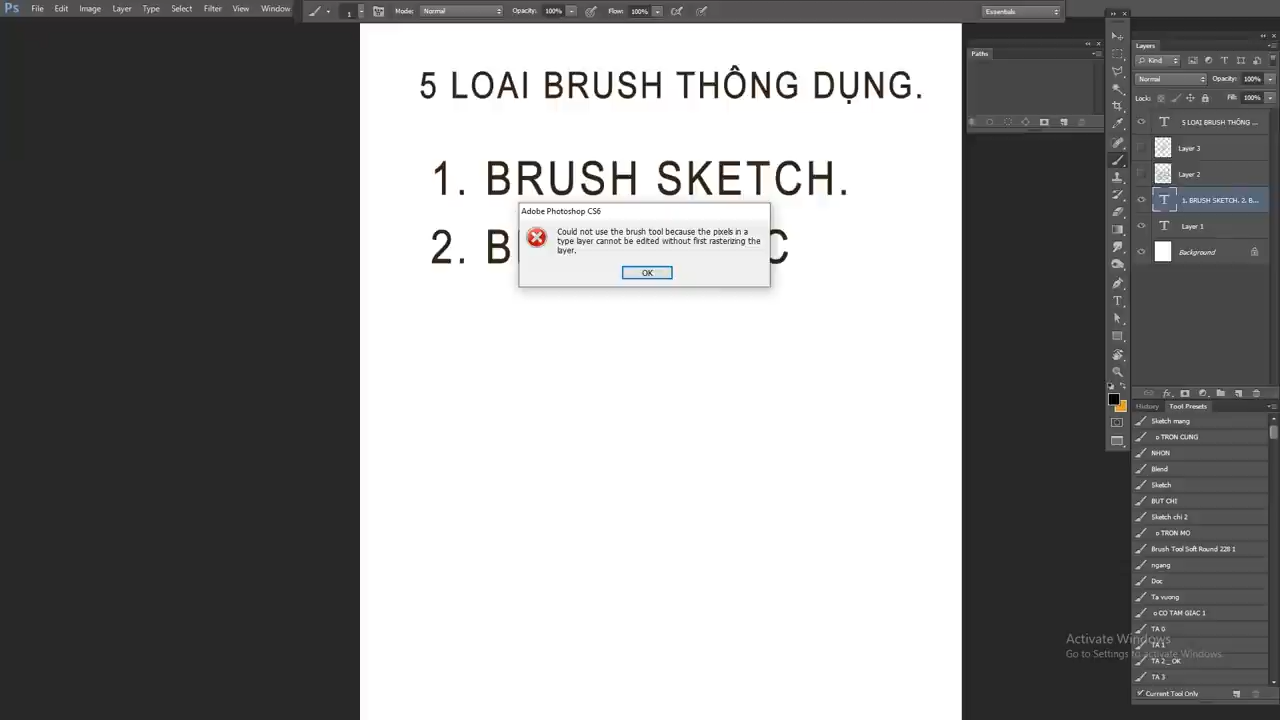 Ps File Edit Image Layer Type Select Filter View Window 1 Mode: Normal Opacity: 100% Flow: 100% Essentials
5 LOAI BRUSH THÔNG DỤNG.
1. BRUSH SKETCH.
2. B C
Adobe Photoshop CS6
Could not use the brush tool because the pixels in a
type layer cannot be edited without first rasterizing the
layer.
OK
Paths
Layers
Kind
Normal Opacity: 100%
Lock: Fill: 100%
5 LOAI BRUSH THÔNG ...
Layer 3
Layer 2
1. BRUSH SKETCH. 2. B...
Layer 1
Background
History Tool Presets
Sketch mang
o TRON CUNG
NHON
Blend
Sketch
BUT CHI
Sketch chi 2
o TRON MO
Brush Tool Soft Round 228 1
ngang
Doc
Ta vuong
o CO TAM GIAC 1
TA 0
TA 1
TA 2_OK
TA 3
Current Tool Only
Activate Windows
Go to Settings to activate Windows.